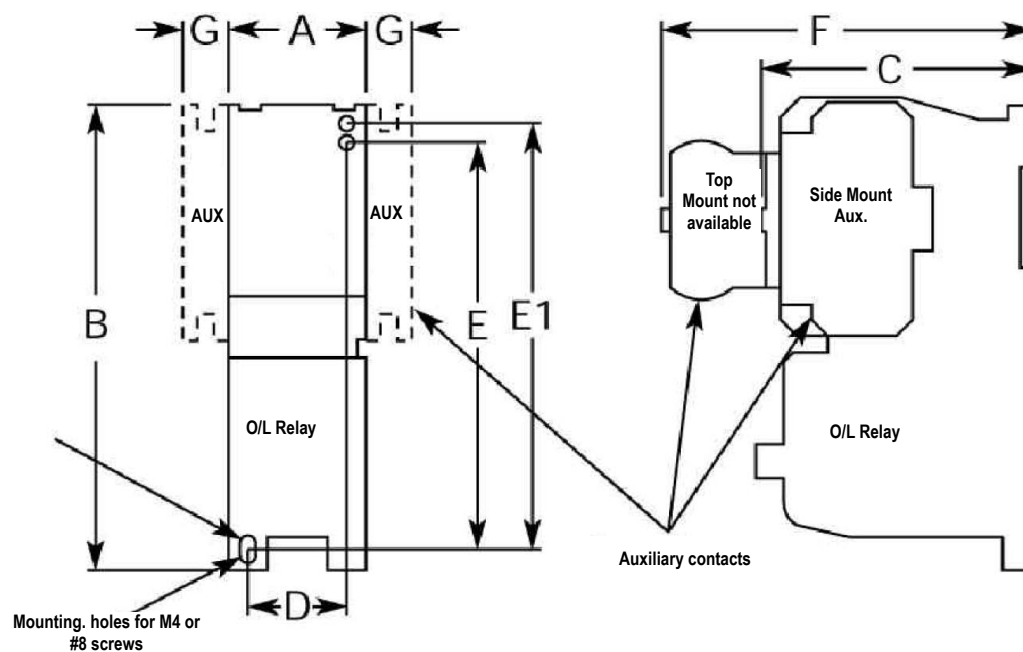 G A G
F
C
Top
Mount not
available
Side Mount
Aux.
AUX
AUX
B
E
E1
O/L Relay
O/L Relay
Auxiliary contacts
D
Mounting. holes for M4 or
#8 screws